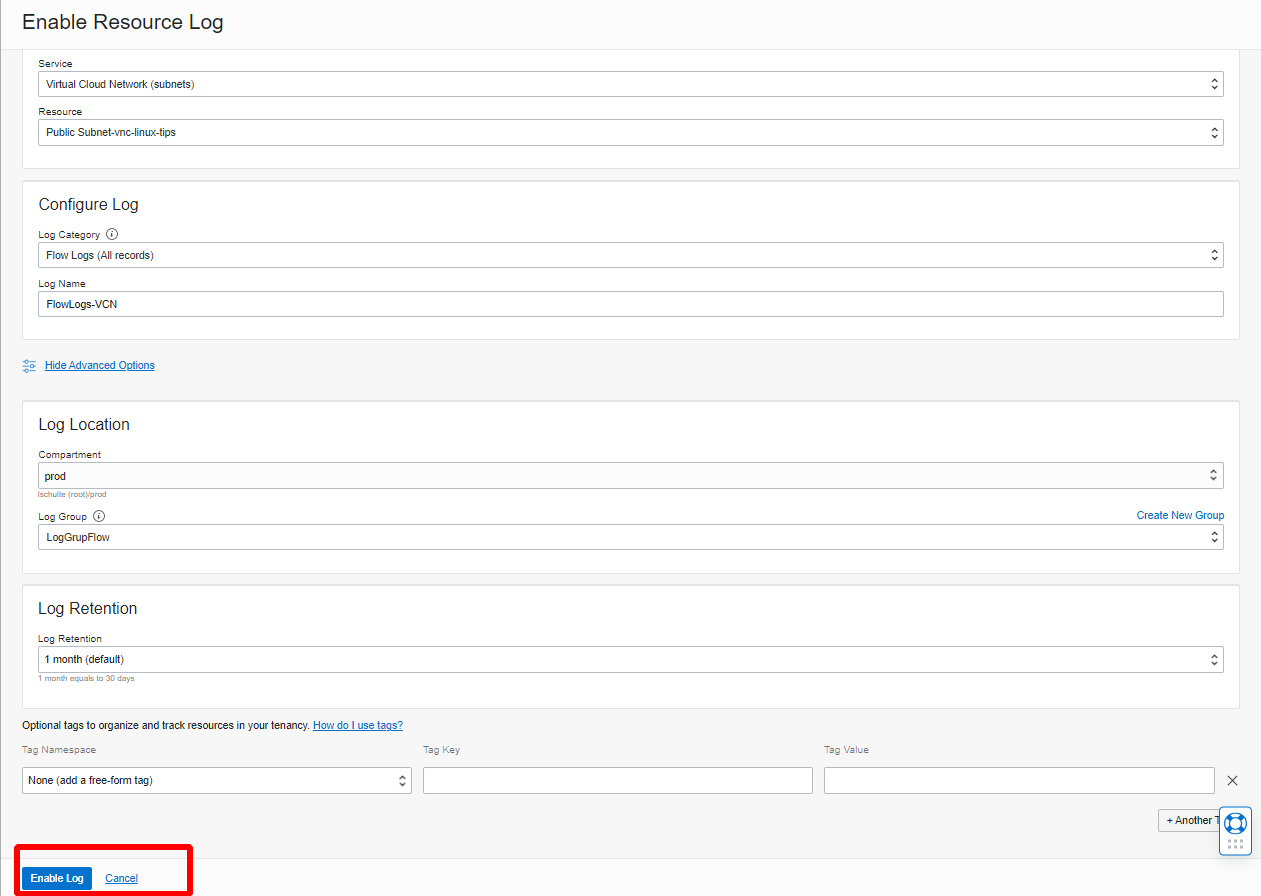 Enable Resource Log
Service
Virtual Cloud Network (subnets)
Resource
Public Subnet-vnc-linux-tips
Configure Log
Log Category
Flow Logs (All records)
Log Name
FlowLogs-VCN
Hide Advanced Options
Log Location
Compartment
prod
lschulte (root)/prod
Log Group
Create New Group
LogGrupFlow
Log Retention
Log Retention
1 month (default)
1 month equals to 30 days
Optional tags to organize and track resources in your tenancy. How do I use tags?
Tag Namespace Tag Key Tag Value
None (add a free-form tag)
+ Another T
Enable Log Cancel